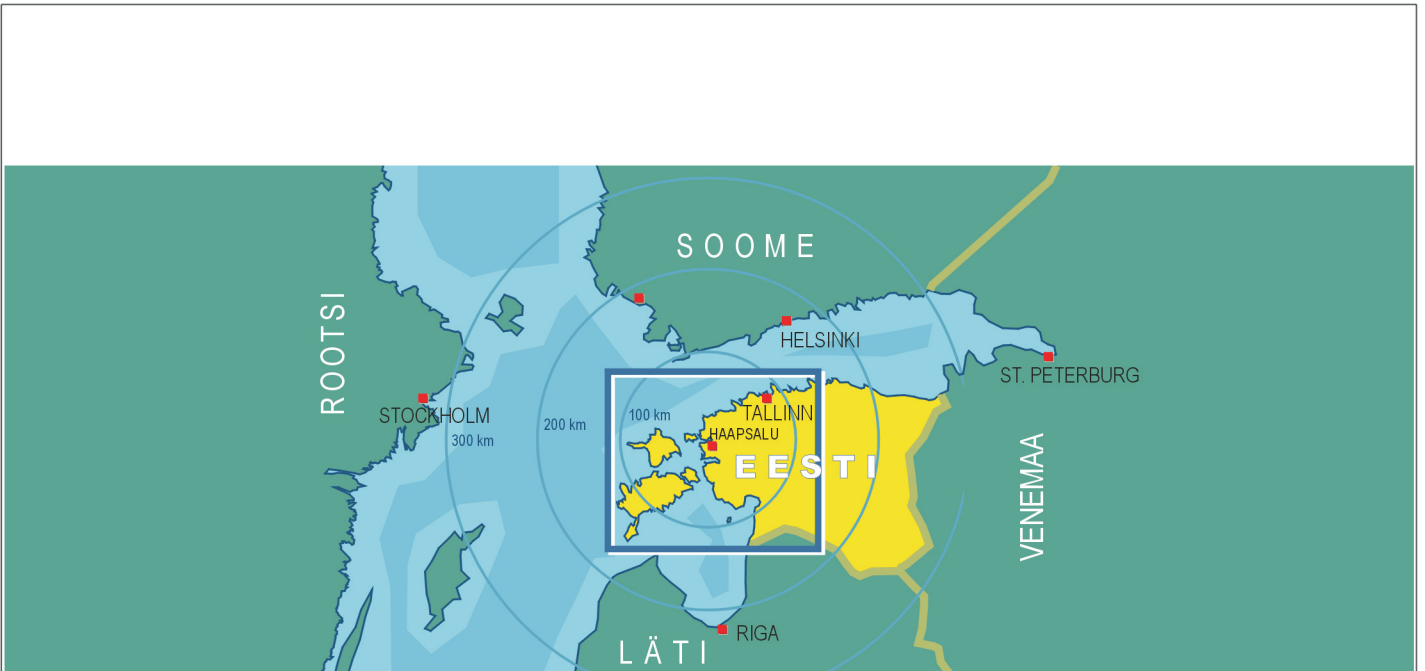 SOOME
ROOTSI
HELSINKI
ST. PETERBURG
STOCKHOLM
300 km
200 km
100 km
TALLINN
HAAPSALU
EESTI
VENEMAA
RIGA
LÄTI